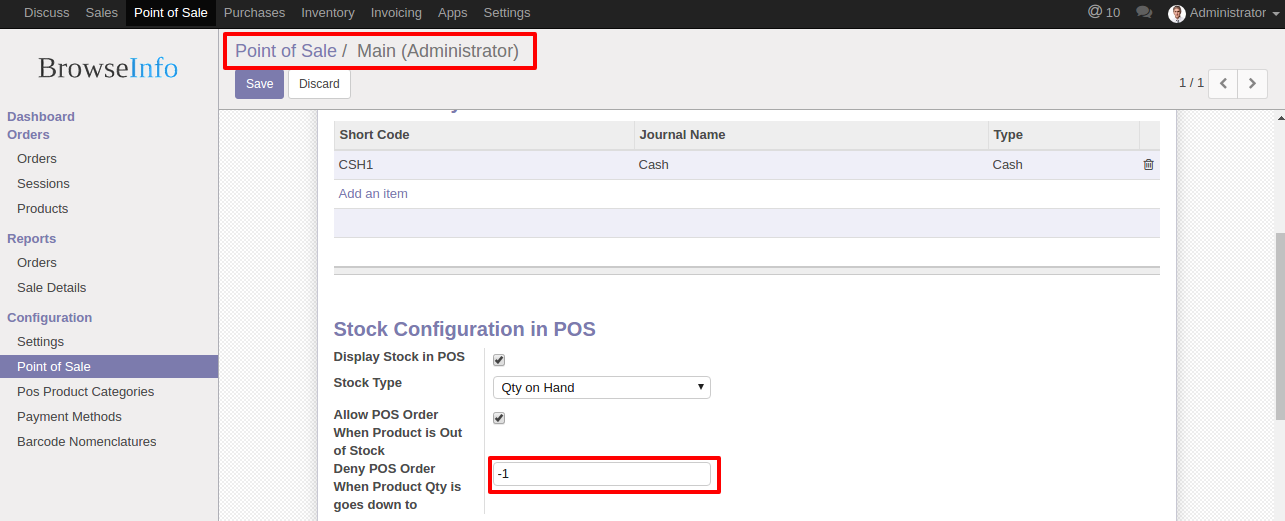 Discuss Sales Point of Sale Purchases Inventory Invoicing Apps Settings @ 10 Administrator
BrowseInfo
Dashboard
Orders
Orders
Sessions
Products
Reports
Orders
Sale Details
Configuration
Settings
Point of Sale
Pos Product Categories
Payment Methods
Barcode Nomenclatures
Point of Sale / Main (Administrator)
Save Discard
1 / 1
Short Code Journal Name Type
CSH1 Cash Cash
Add an item
Stock Configuration in POS
Display Stock in POS
Stock Type Qty on Hand
Allow POS Order
When Product is Out
of Stock
Deny POS Order
When Product Qty is
goes down to
-1